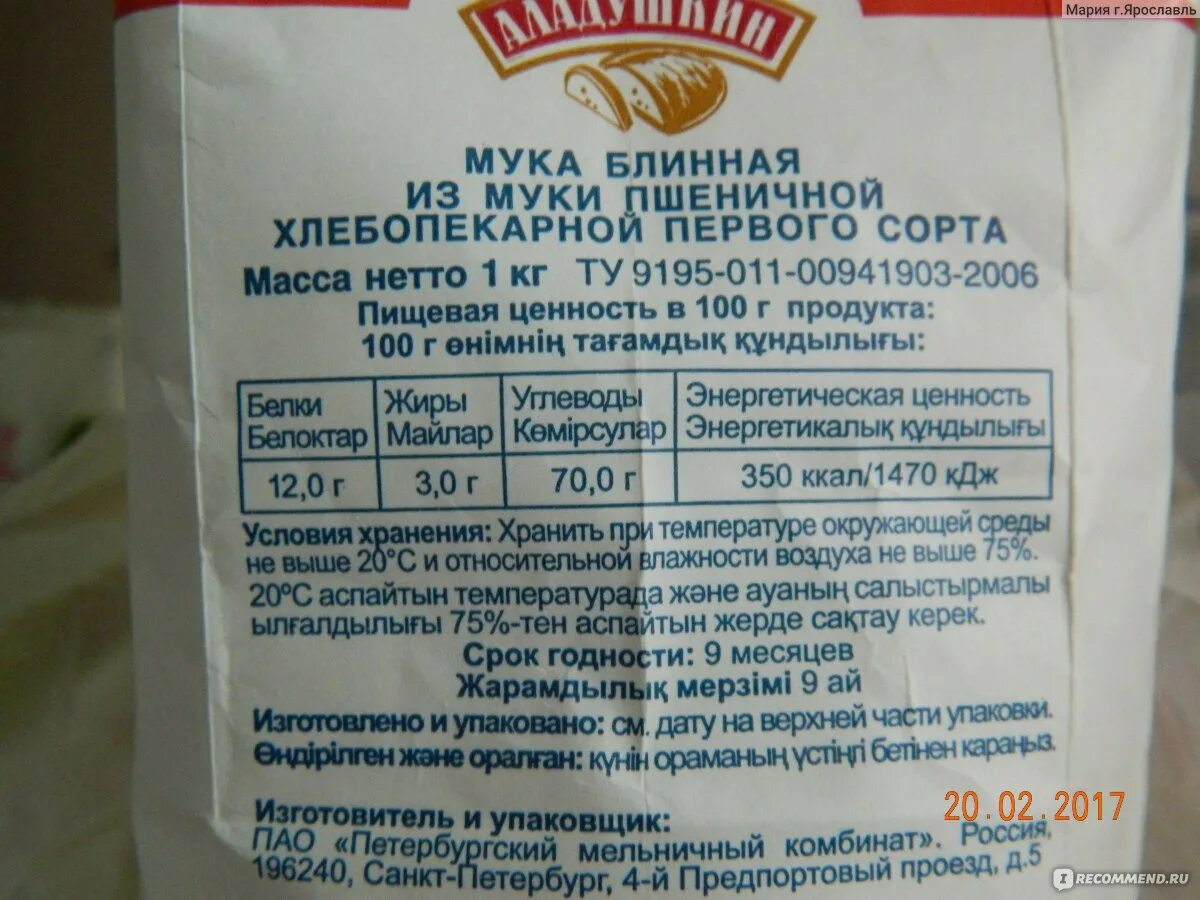 Мария г.Ярославль
АЛАДУШКИН
МУКА БЛИННАЯ
ИЗ МУКИ ПШЕНИЧНОЙ
ХЛЕБОПЕКАРНОЙ ПЕРВОГО СОРТА
Масса нетто 1 кг ТУ 9195-011-00941903-2006
Пищевая ценность в 100 г продукта:
100 г өнімнің тағамдық құндылығы:
Белки Жиры Углеводы Энергетическая ценность
Белоктар Майлар Көмірсулар Энергетикалық құндылығы
12,0 г 3,0 г 70,0 г 350 ккал/1470 кДж
Условия хранения: Хранить при температуре окружающей среды
не выше 20°С и относительной влажности воздуха не выше 75%.
20°С аспайтын температурада және ауаның салыстырмалы
ылғалдылығы 75%-тен аспайтын жерде сақтау керек.
Срок годности: 9 месяцев
Жарамдылық мерзімі 9 ай
Изготовлено и упаковано: см. дату на верхней части упаковки.
Өндірілген және оралған: күнін ораманың үстіңгі бетінен караңыз.
20.02.2017
Изготовитель и упаковщик:
ПАО «Петербургский мельничный комбинат». Россия,
196240, Санкт-Петербург, 4-й Предпортовый проезд, д.5
IRECOMMEND.RU